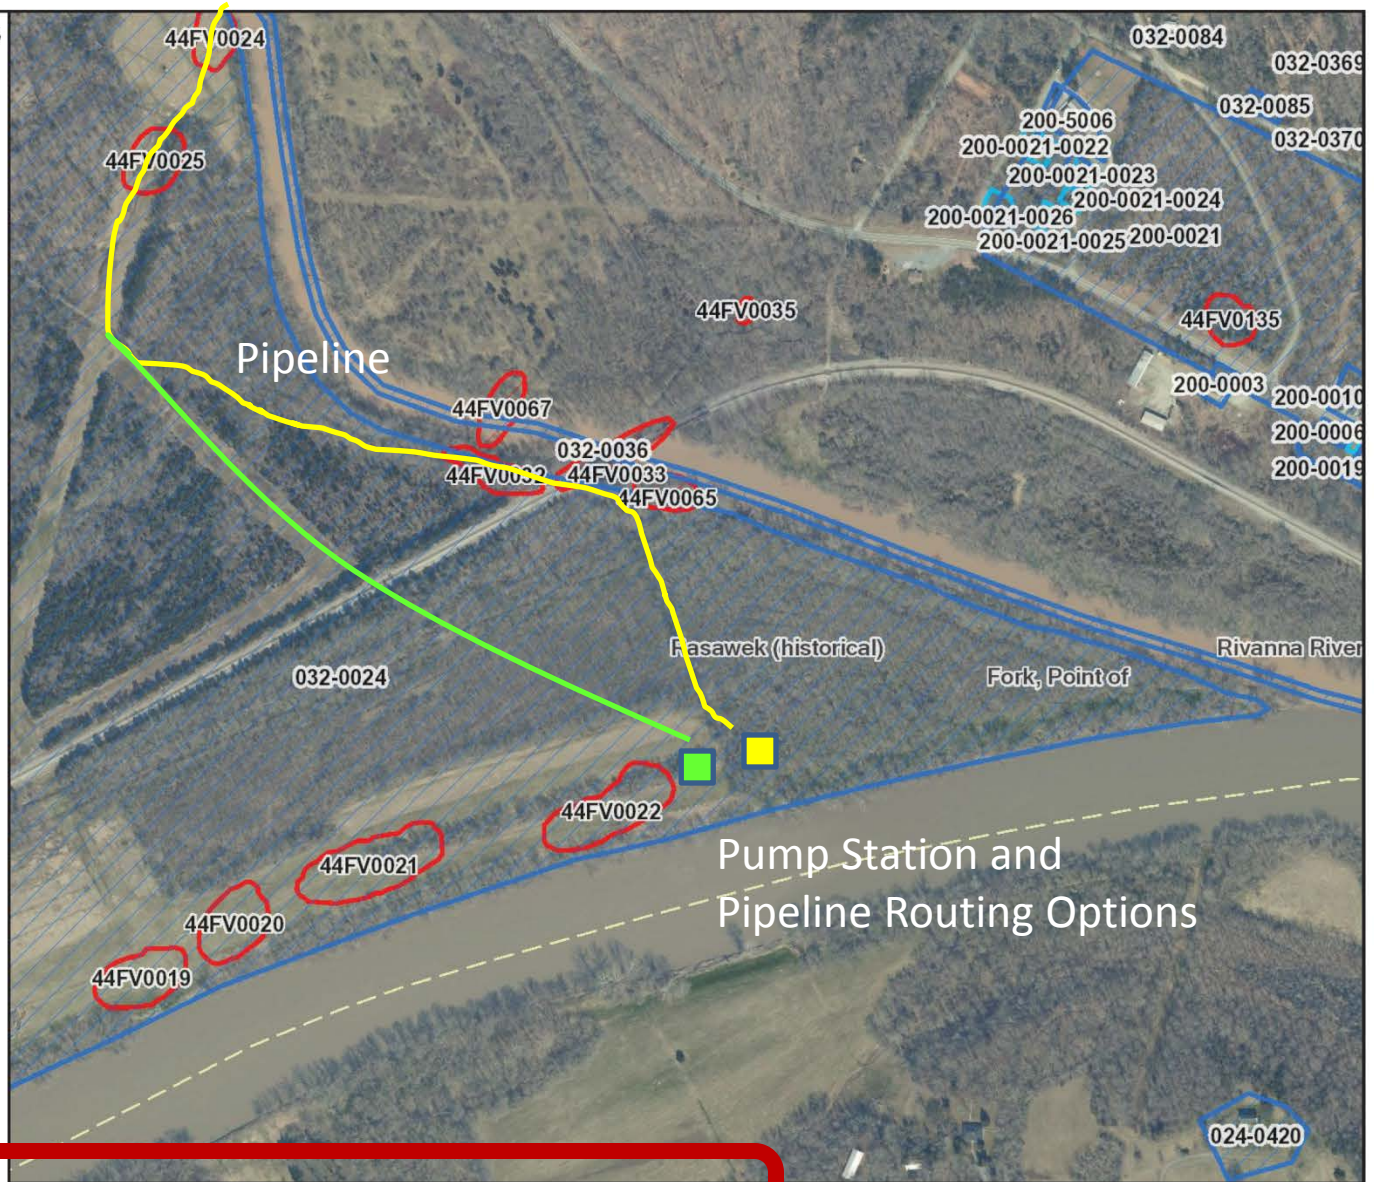 44FV0024
032-0084
032-0369
44FV0025
200-5006
032-0085
200-0021-0022
032-0370
200-0021-0023
200-0021-0024
200-0021-0026
200-0021-0025
200-0021
44FV0035
44FV0135
Pipeline
200-0003
200-0010
44FV0067
200-0006
032-0036
44FV0032
44FV0033
200-0019
44FV0065
Rasawek (historical)
Rivanna River
032-0024
Fork, Point of
44FV0022
Pump Station and
Pipeline Routing Options
44FV0021
44FV0020
44FV0019
024-0420